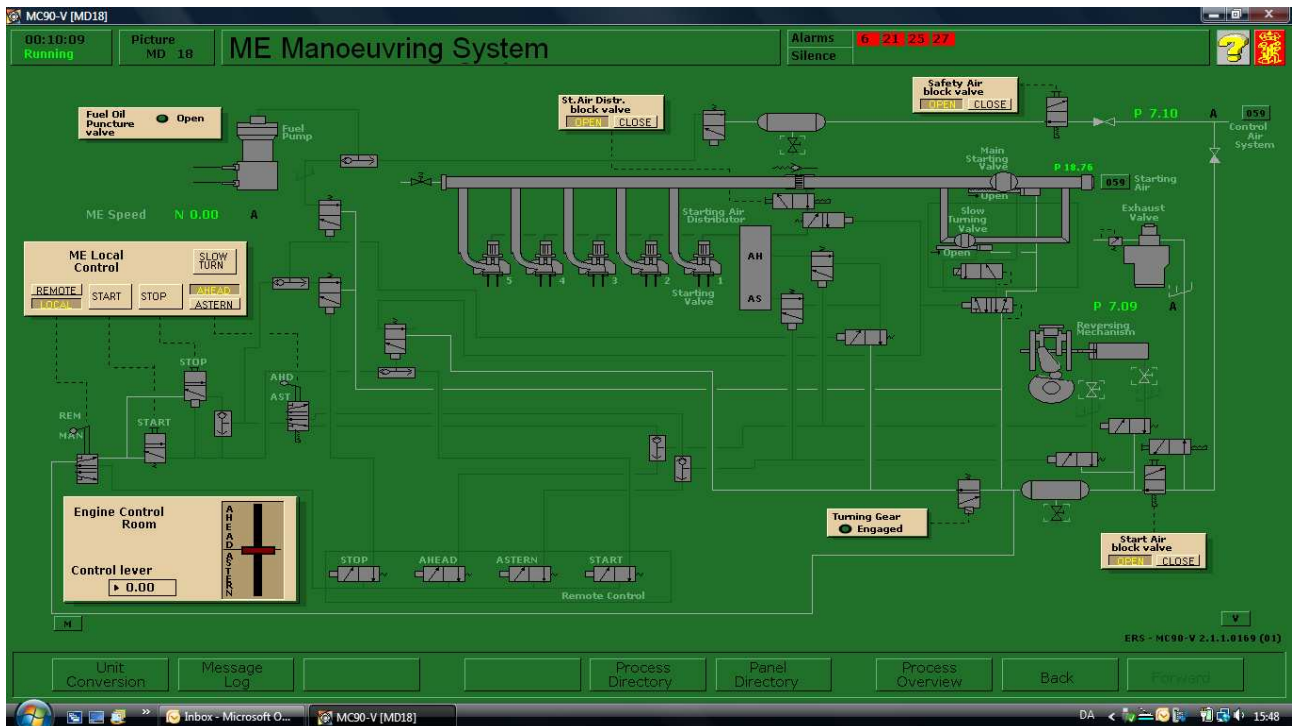 MC90-V [MD18]
00:10:09
Running
Picture
MD 18
ME Manoeuvring System
Alarms
6 21 25 27
Silence
Fuel Oil
Puncture
valve
Open
Fuel
Pump
St.Air Distr.
block valve
OPEN CLOSE
Safety Air
block valve
OPEN CLOSE
P 7.10 A
059
Control
Air
System
Main
Starting
Valve
P 18.76
059 Starting
Air
Open
ME Speed N 0.00 A
Starting Air
Distributor
Slow
Turning
Valve
Open
Exhaust
Valve
ME Local
Control
SLOW
TURN
REMOTE
LOCAL
START
STOP
AHEAD
ASTERN
AH
AS
5 4 3 2 1
Starting
Valve
P 7.09 A
Reversing
Mechanism
STOP
AHD
AST
REM
MAN
START
Engine Control
Room
AHEAD
ASTERN
Control lever
0.00
Turning Gear
Engaged
Start Air
block valve
OPEN CLOSE
STOP AHEAD ASTERN START
Remote Control
M
V
ERS - MC90-V 2.1.1.0169 (01)
Unit
Conversion
Message
Log
Process
Directory
Panel
Directory
Process
Overview
Back
Forward
Inbox - Microsoft O...
MC90-V [MD18]
DA
15:48